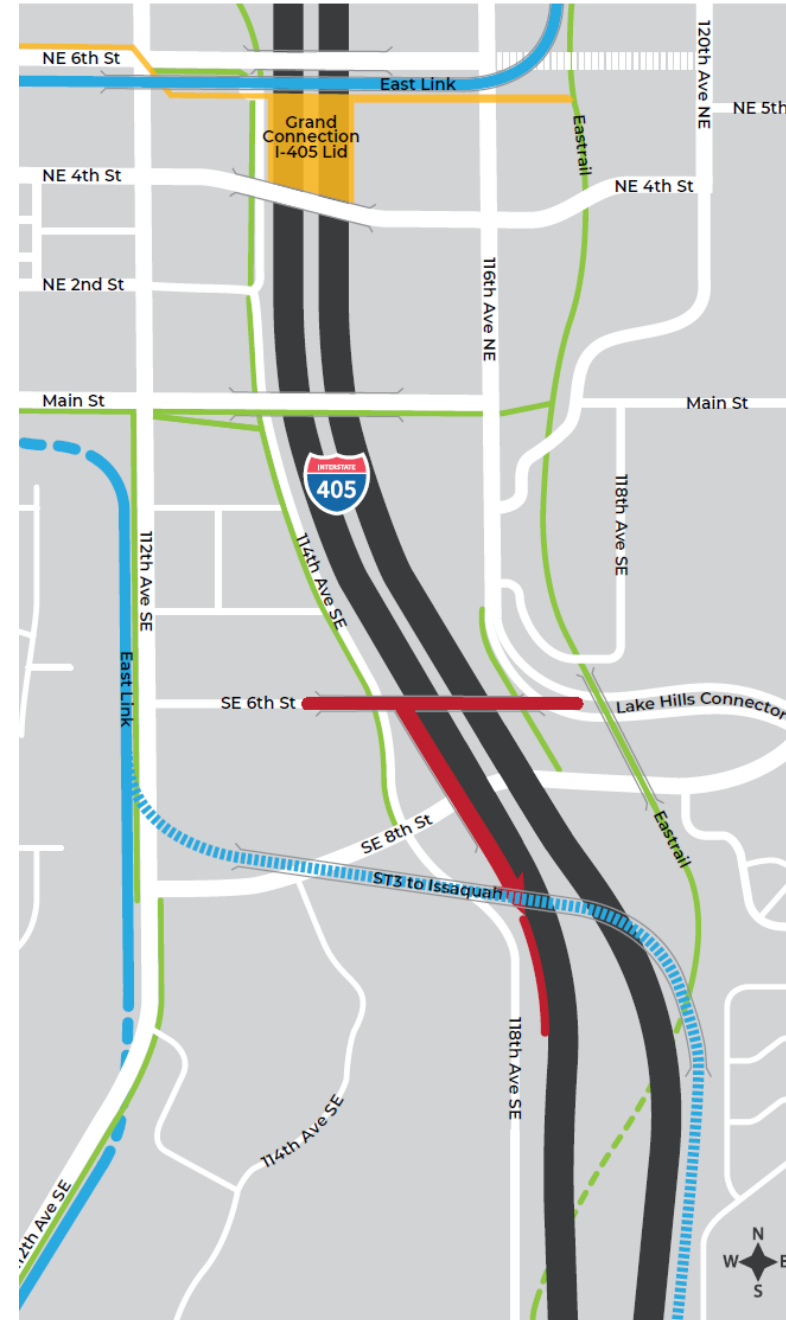 120th Ave NE
NE 6th St
East Link
NE 5th
Grand
Connection
I-405 Lid
Eastrail
NE 4th St
NE 4th St
NE 2nd St
116th Ave NE
Main St
Main St
INTERSTATE
405
118th Ave SE
112th Ave SE
114th Ave SE
East Link
SE 6th St
Lake Hills Connector
SE 8th St
Eastrail
ST3 to Issaquah
118th Ave SE
114th Ave SE
12th Ave SE
N
W
E
S